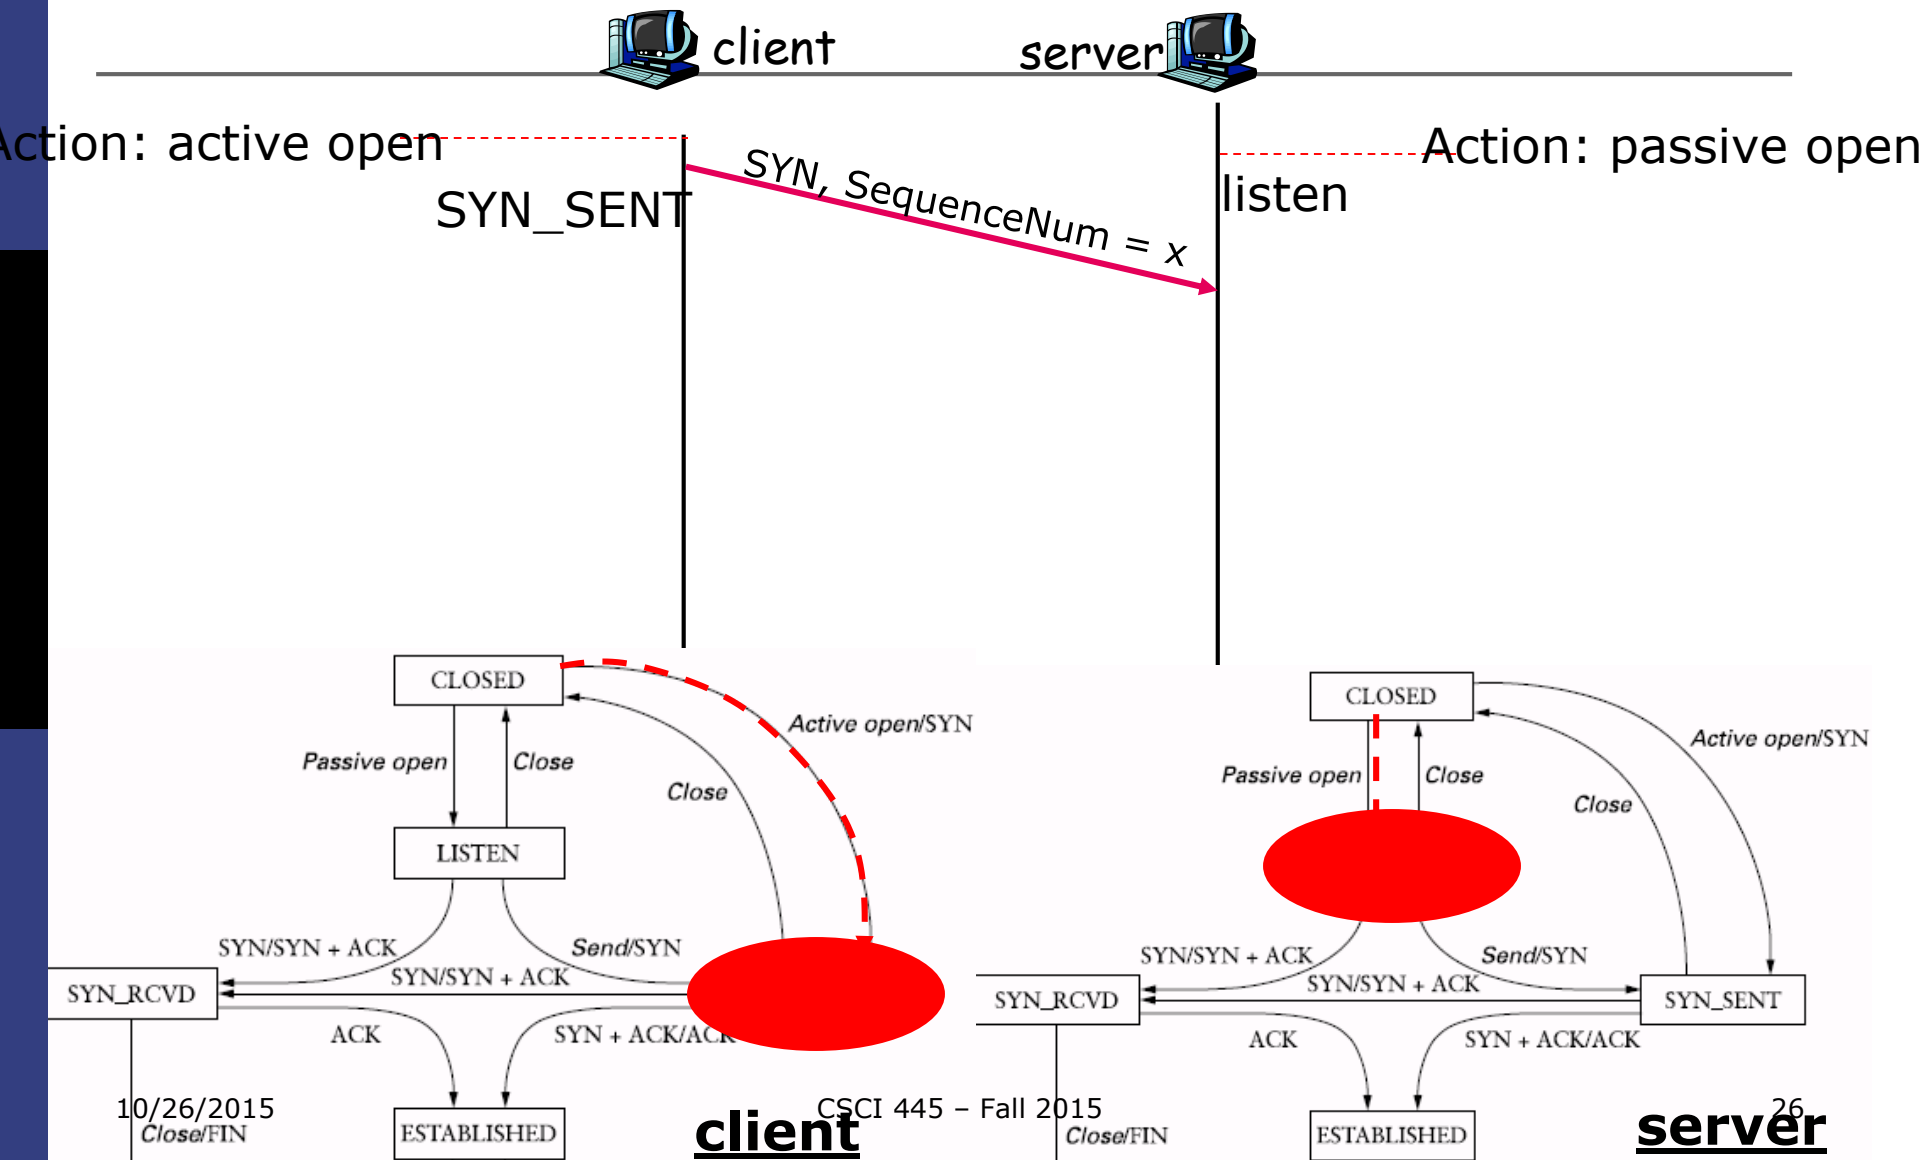 client
server
Action: active open
Action: passive open
SYN_SENT
SYN, SequenceNum = x
listen
CLOSED
Active open/SYN
Passive open
Close
Close
LISTEN
SYN/SYN + ACK
Send/SYN
SYN/SYN + ACK
SYN_RCVD
ACK
SYN + ACK/ACK
Close/FIN
ESTABLISHED
client
CLOSED
Active open/SYN
Passive open
Close
Close
SYN/SYN + ACK
Send/SYN
SYN/SYN + ACK
SYN_RCVD
SYN_SENT
ACK
SYN + ACK/ACK
Close/FIN
ESTABLISHED
server
10/26/2015
CSCI 445 – Fall 2015
26